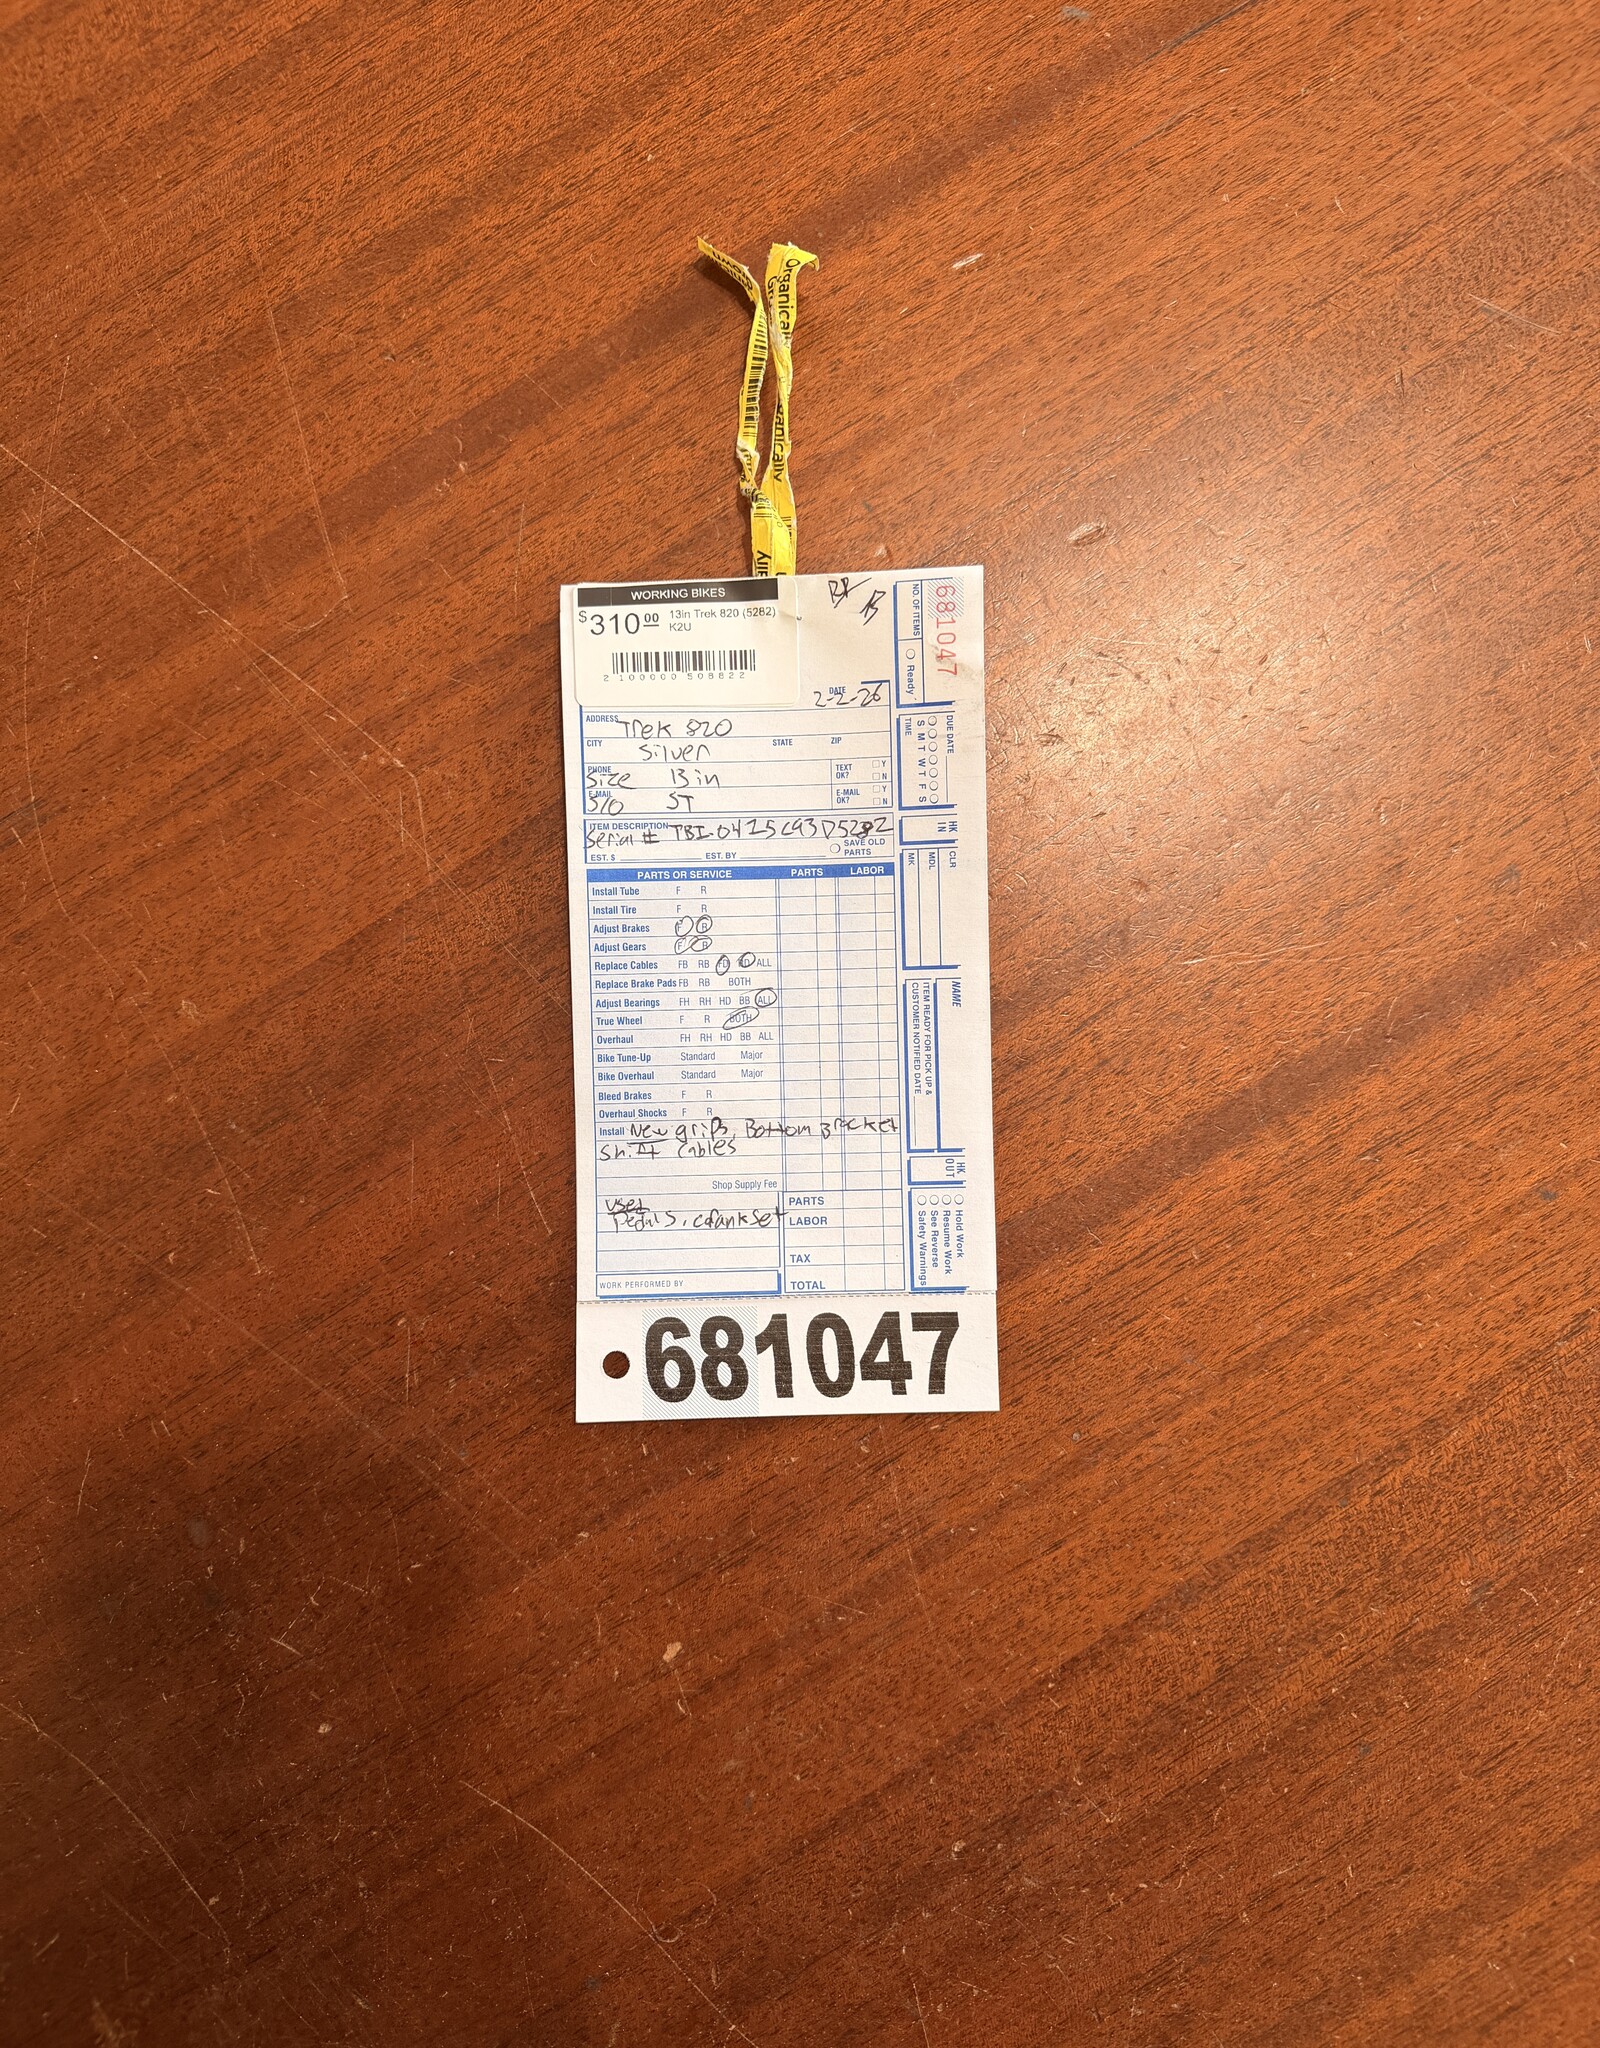 Organically
Organically
WORKING BIKES
$310.00 13in Trek 820 (5282)
K2U
2 100000 508822
DATE 2-2-26
ADDRESS Trek 820
CITY Silver STATE ZIP
PHONE Size 13in TEXT OK? Y N
E-MAIL S/O ST E-MAIL OK? Y N
ITEM DESCRIPTION
Serial # TBI-0425C93D5282
EST. $ EST. BY SAVE OLD PARTS
PARTS OR SERVICE PARTS LABOR
Install Tube F R
Install Tire F R
Adjust Brakes F R
Adjust Gears F R
Replace Cables FB RB FD RD ALL
Replace Brake Pads FB RB BOTH
Adjust Bearings FH RH HD BB ALL
True Wheel F R BOTH
Overhaul FH RH HD BB ALL
Bike Tune-Up Standard Major
Bike Overhaul Standard Major
Bleed Brakes F R
Overhaul Shocks F R
Install New grips, Bottom Bracket
Shift Cables
Shop Supply Fee
used
Pedals, crankset
PARTS
LABOR
TAX
TOTAL
WORK PERFORMED BY
681047
NO. OF ITEMS
Ready
681047
DUE DATE
S M T W T F S
TIME
HK IN
CLR
MDL
MK
NAME
ITEM READY FOR PICK UP &
CUSTOMER NOTIFIED DATE
HK OUT
Hold Work
Resume Work
See Reverse
Safety Warnings